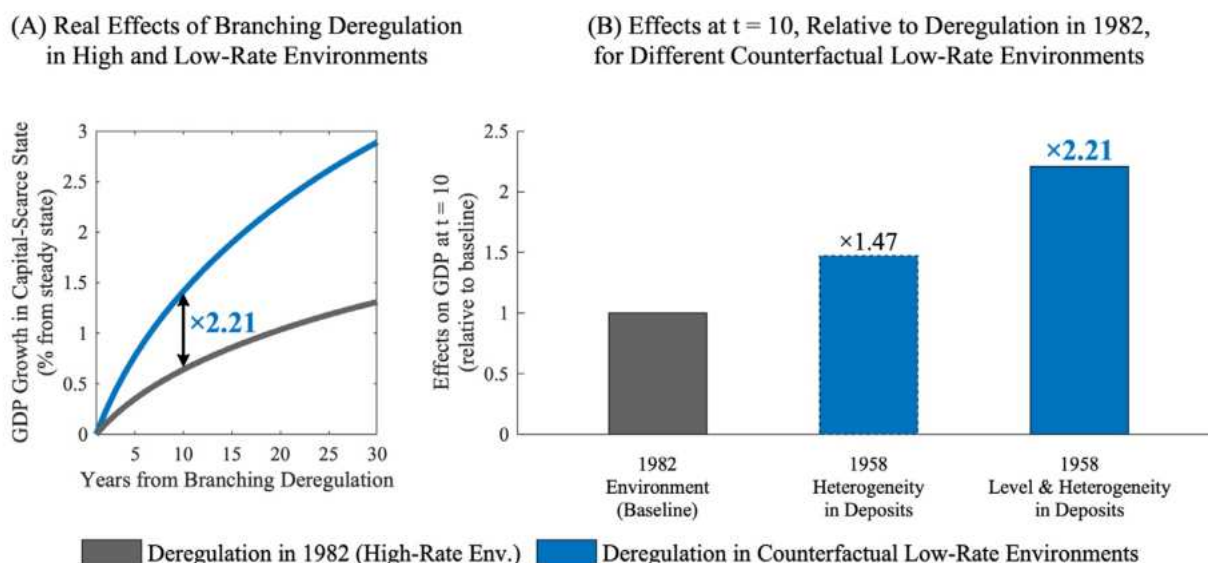 (A) Real Effects of Branching Deregulation
in High and Low-Rate Environments
(B) Effects at t = 10, Relative to Deregulation in 1982,
for Different Counterfactual Low-Rate Environments
GDP Growth in Capital-Scarce State
(% from steady state)
3
2.5
2
1.5
1
0.5
0
×2.21
5 10 15 20 25 30
Years from Branching Deregulation
Effects on GDP at t = 10
(relative to baseline)
2.5
2
1.5
1
0.5
0
×1.47
×2.21
1982
Environment
(Baseline)
1958
Heterogeneity
in Deposits
1958
Level & Heterogeneity
in Deposits
Deregulation in 1982 (High-Rate Env.)
Deregulation in Counterfactual Low-Rate Environments